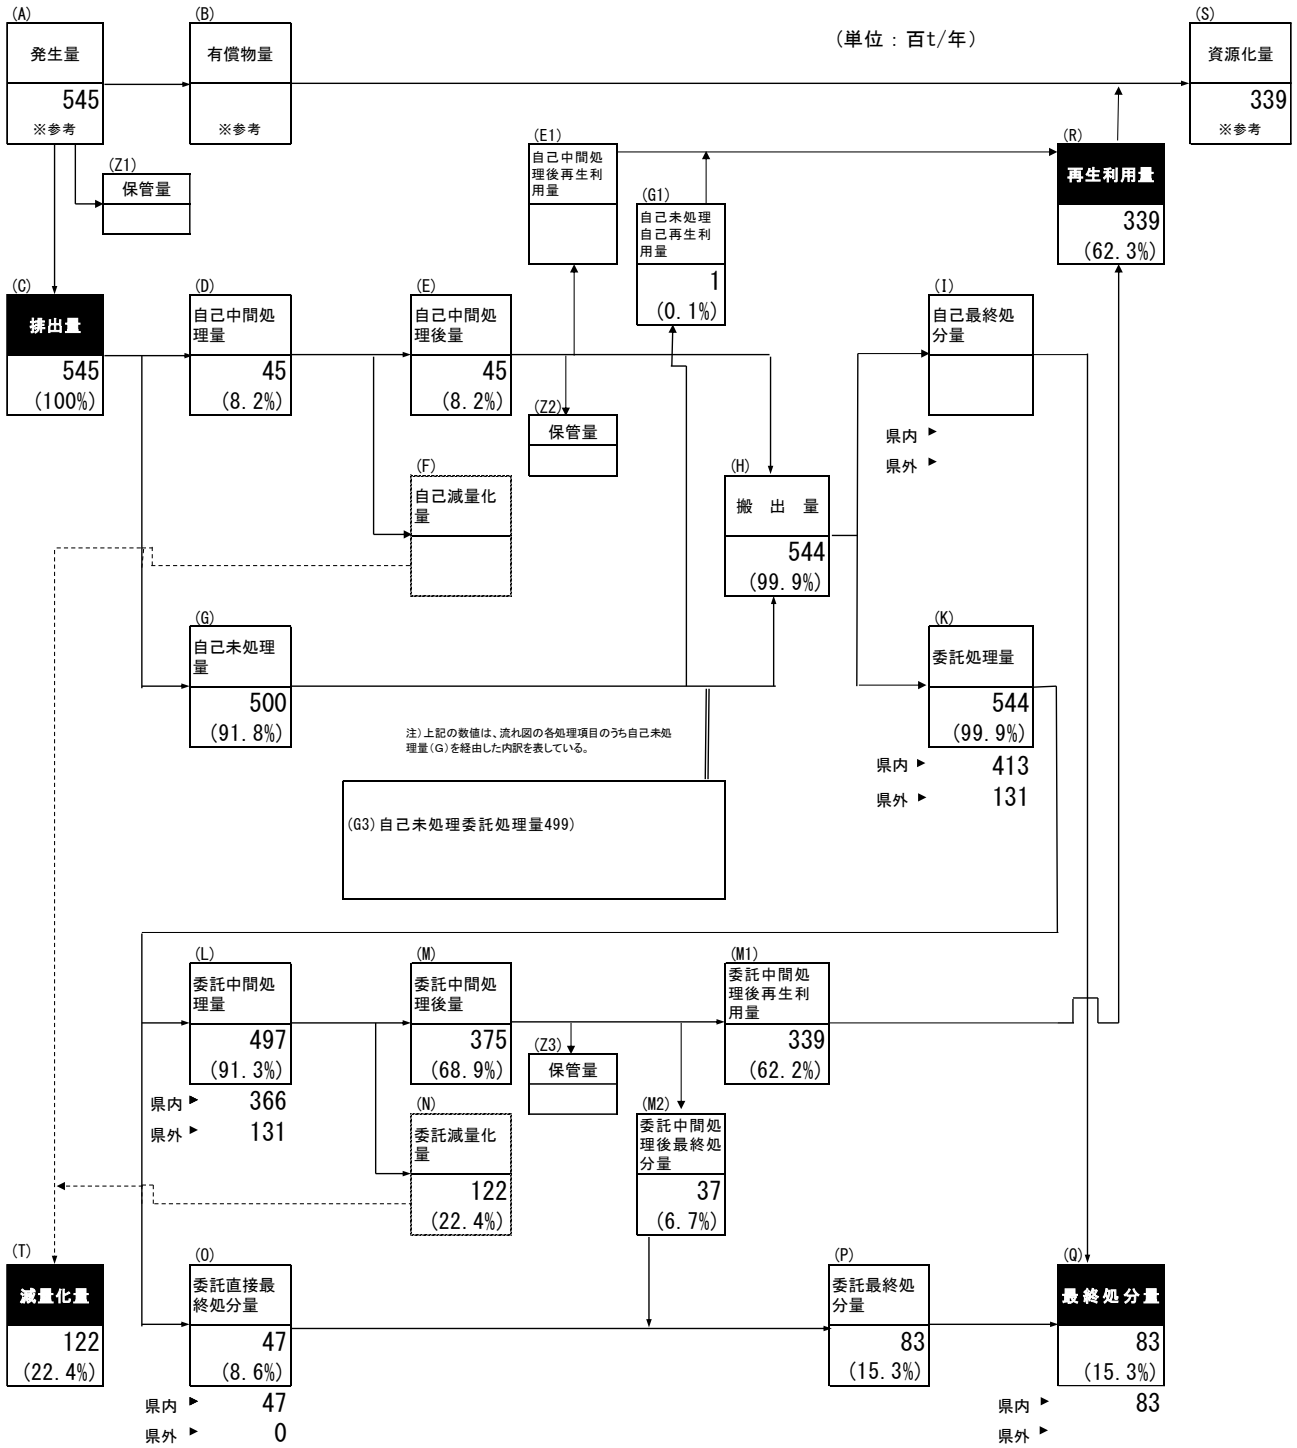 (A)
発生量
545
※参考
(B)
有償物量
※参考
(単位：百t/年)
(S)
資源化量
339
※参考
(Z1)
保管量
(E1)
自己中間処
理後再生利
用量
(G1)
自己未処理
自己再生利
用量
1
(0.1%)
(R)
再生利用量
339
(62.3%)
(C)
排出量
545
(100%)
(D)
自己中間処
理量
45
(8.2%)
(E)
自己中間処
理後量
45
(8.2%)
(Z2)
保管量
(I)
自己最終処
分量
県内
県外
(F)
自己減量化
量
(H)
搬 出 量
544
(99.9%)
(G)
自己未処理
量
500
(91.8%)
(K)
委託処理量
544
(99.9%)
県内 413
県外 131
注)上記の数値は、流れ図の各処理項目のうち自己未処
理量(G)を経由した内訳を表している。
(G3)自己未処理委託処理量499)
(L)
委託中間処
理量
497
(91.3%)
県内 366
県外 131
(M)
委託中間処
理後量
375
(68.9%)
(Z3)
保管量
(M1)
委託中間処
理後再生利
用量
339
(62.2%)
(N)
委託減量化
量
122
(22.4%)
(M2)
委託中間処
理後最終処
分量
37
(6.7%)
(T)
減量化量
122
(22.4%)
(O)
委託直接最
終処分量
47
(8.6%)
県内 47
県外 0
(P)
委託最終処
分量
83
(15.3%)
(Q)
最終処分量
83
(15.3%)
県内 83
県外